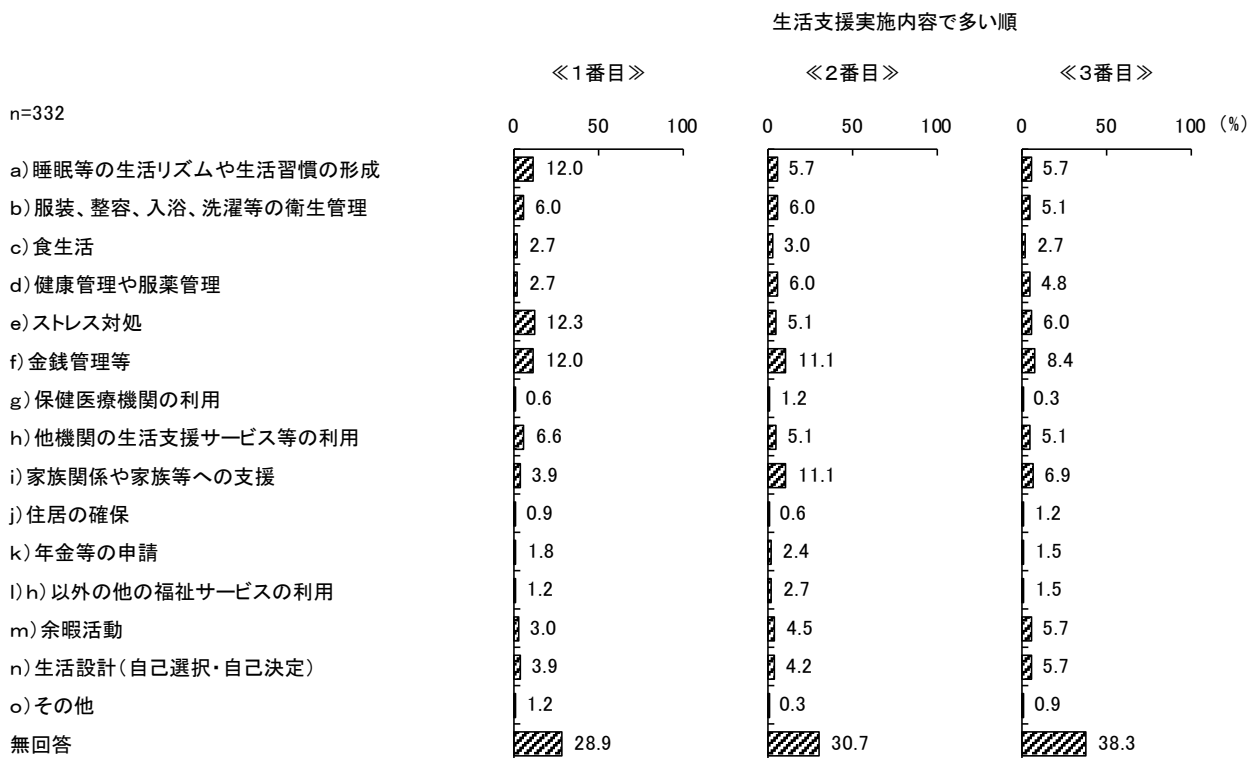 生活支援実施内容で多い順
≪１番目≫ ≪２番目≫ ≪３番目≫
n=332
0 50 100 0 50 100 0 50 100 (%)
a)睡眠等の生活リズムや生活習慣の形成 12.0 5.7 5.7
b)服装、整容、入浴、洗濯等の衛生管理 6.0 6.0 5.1
c)食生活 2.7 3.0 2.7
d)健康管理や服薬管理 2.7 6.0 4.8
e)ストレス対処 12.3 5.1 6.0
f)金銭管理等 12.0 11.1 8.4
g)保健医療機関の利用 0.6 1.2 0.3
h)他機関の生活支援サービス等の利用 6.6 5.1 5.1
i)家族関係や家族等への支援 3.9 11.1 6.9
j)住居の確保 0.9 0.6 1.2
k)年金等の申請 1.8 2.4 1.5
l)h)以外の他の福祉サービスの利用 1.2 2.7 1.5
m)余暇活動 3.0 4.5 5.7
n)生活設計(自己選択・自己決定) 3.9 4.2 5.7
o)その他 1.2 0.3 0.9
無回答 28.9 30.7 38.3